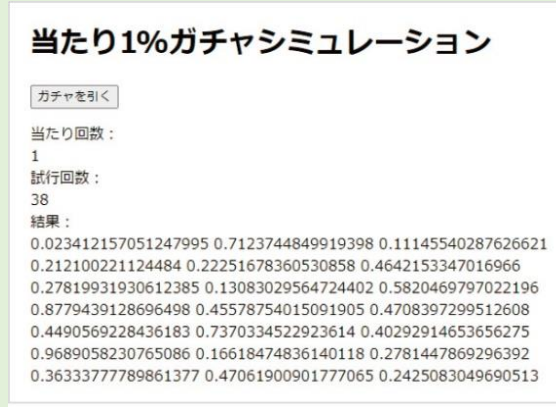 当たり1%ガチャシミュレーション
ガチャを引く
当たり回数：
1
試行回数：
38
結果：
0.023412157051247995 0.7123744849919398 0.11145540287626621
0.212100221124484 0.22251678360530858 0.4642153347016966
0.27819931930612385 0.13083029564724402 0.5820469797022196
0.8779439128696498 0.45578754015091905 0.4708397299512608
0.4490569228436183 0.7370334522923614 0.40292914653656275
0.9689058230765086 0.16618474836140118 0.2781447869296392
0.36333777789861377 0.47061900901777065 0.2425083049690513